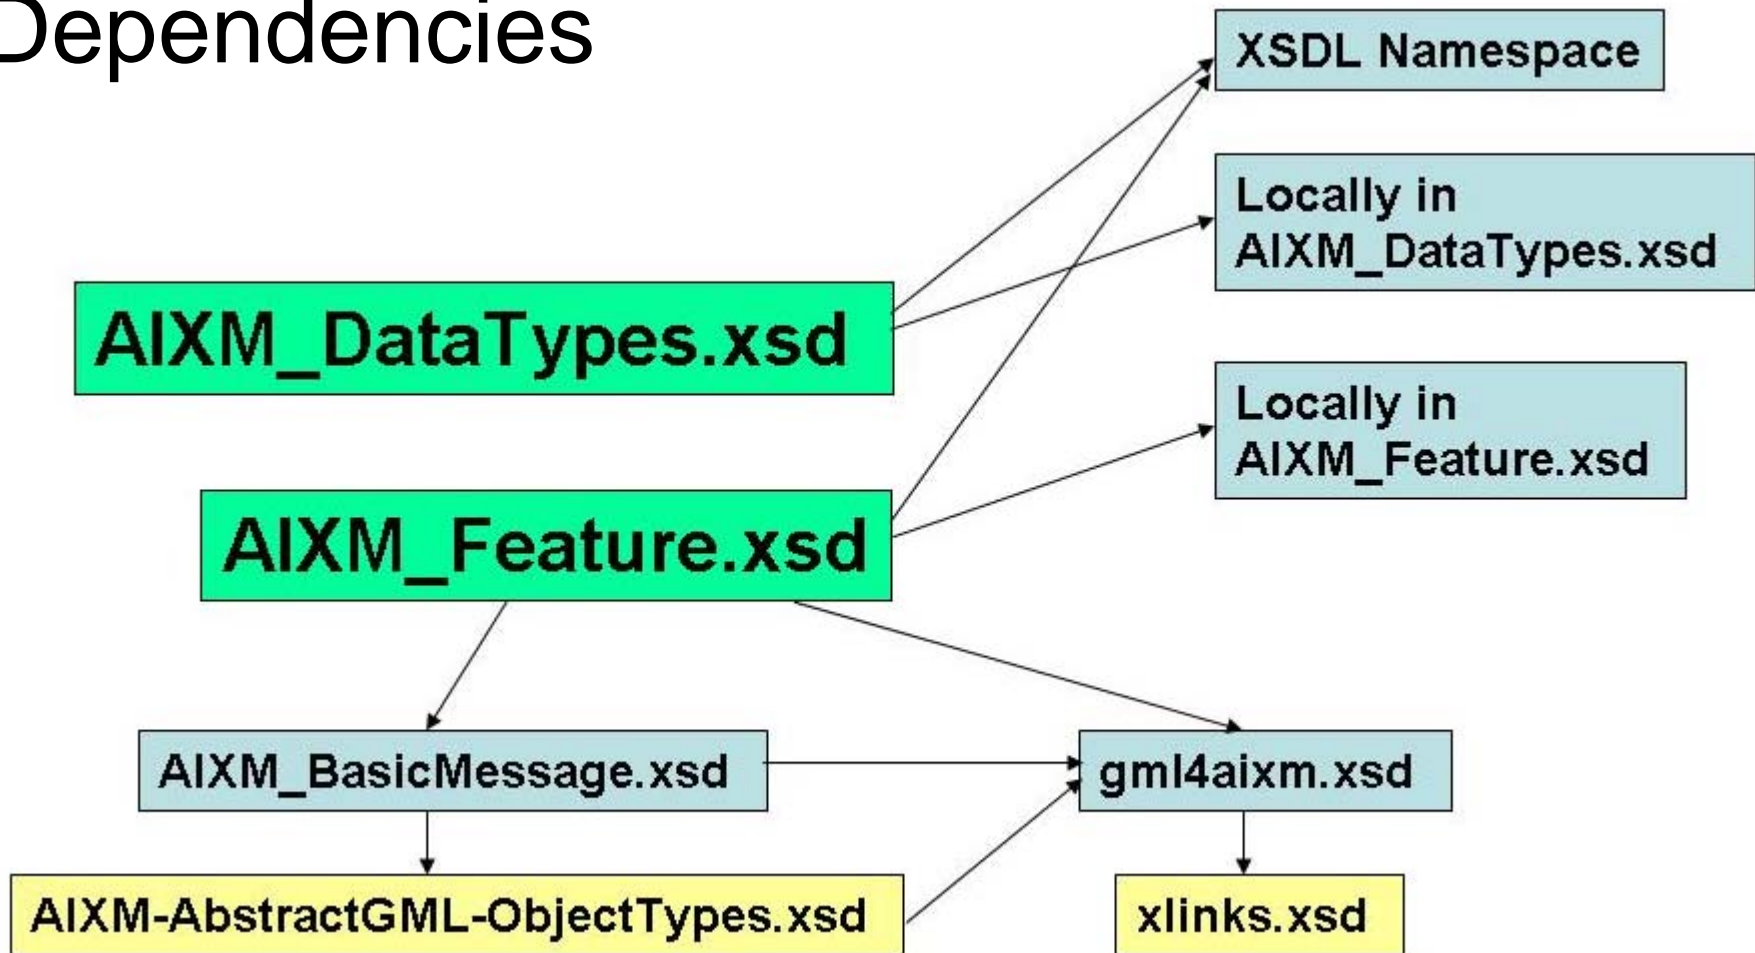 Dependencies
XSDL Namespace
Locally in
AIXM_DataTypes.xsd
AIXM_DataTypes.xsd
Locally in
AIXM_Feature.xsd
AIXM_Feature.xsd
AIXM_BasicMessage.xsd
gml4aixm.xsd
AIXM-AbstractGML-ObjectTypes.xsd
xlinks.xsd